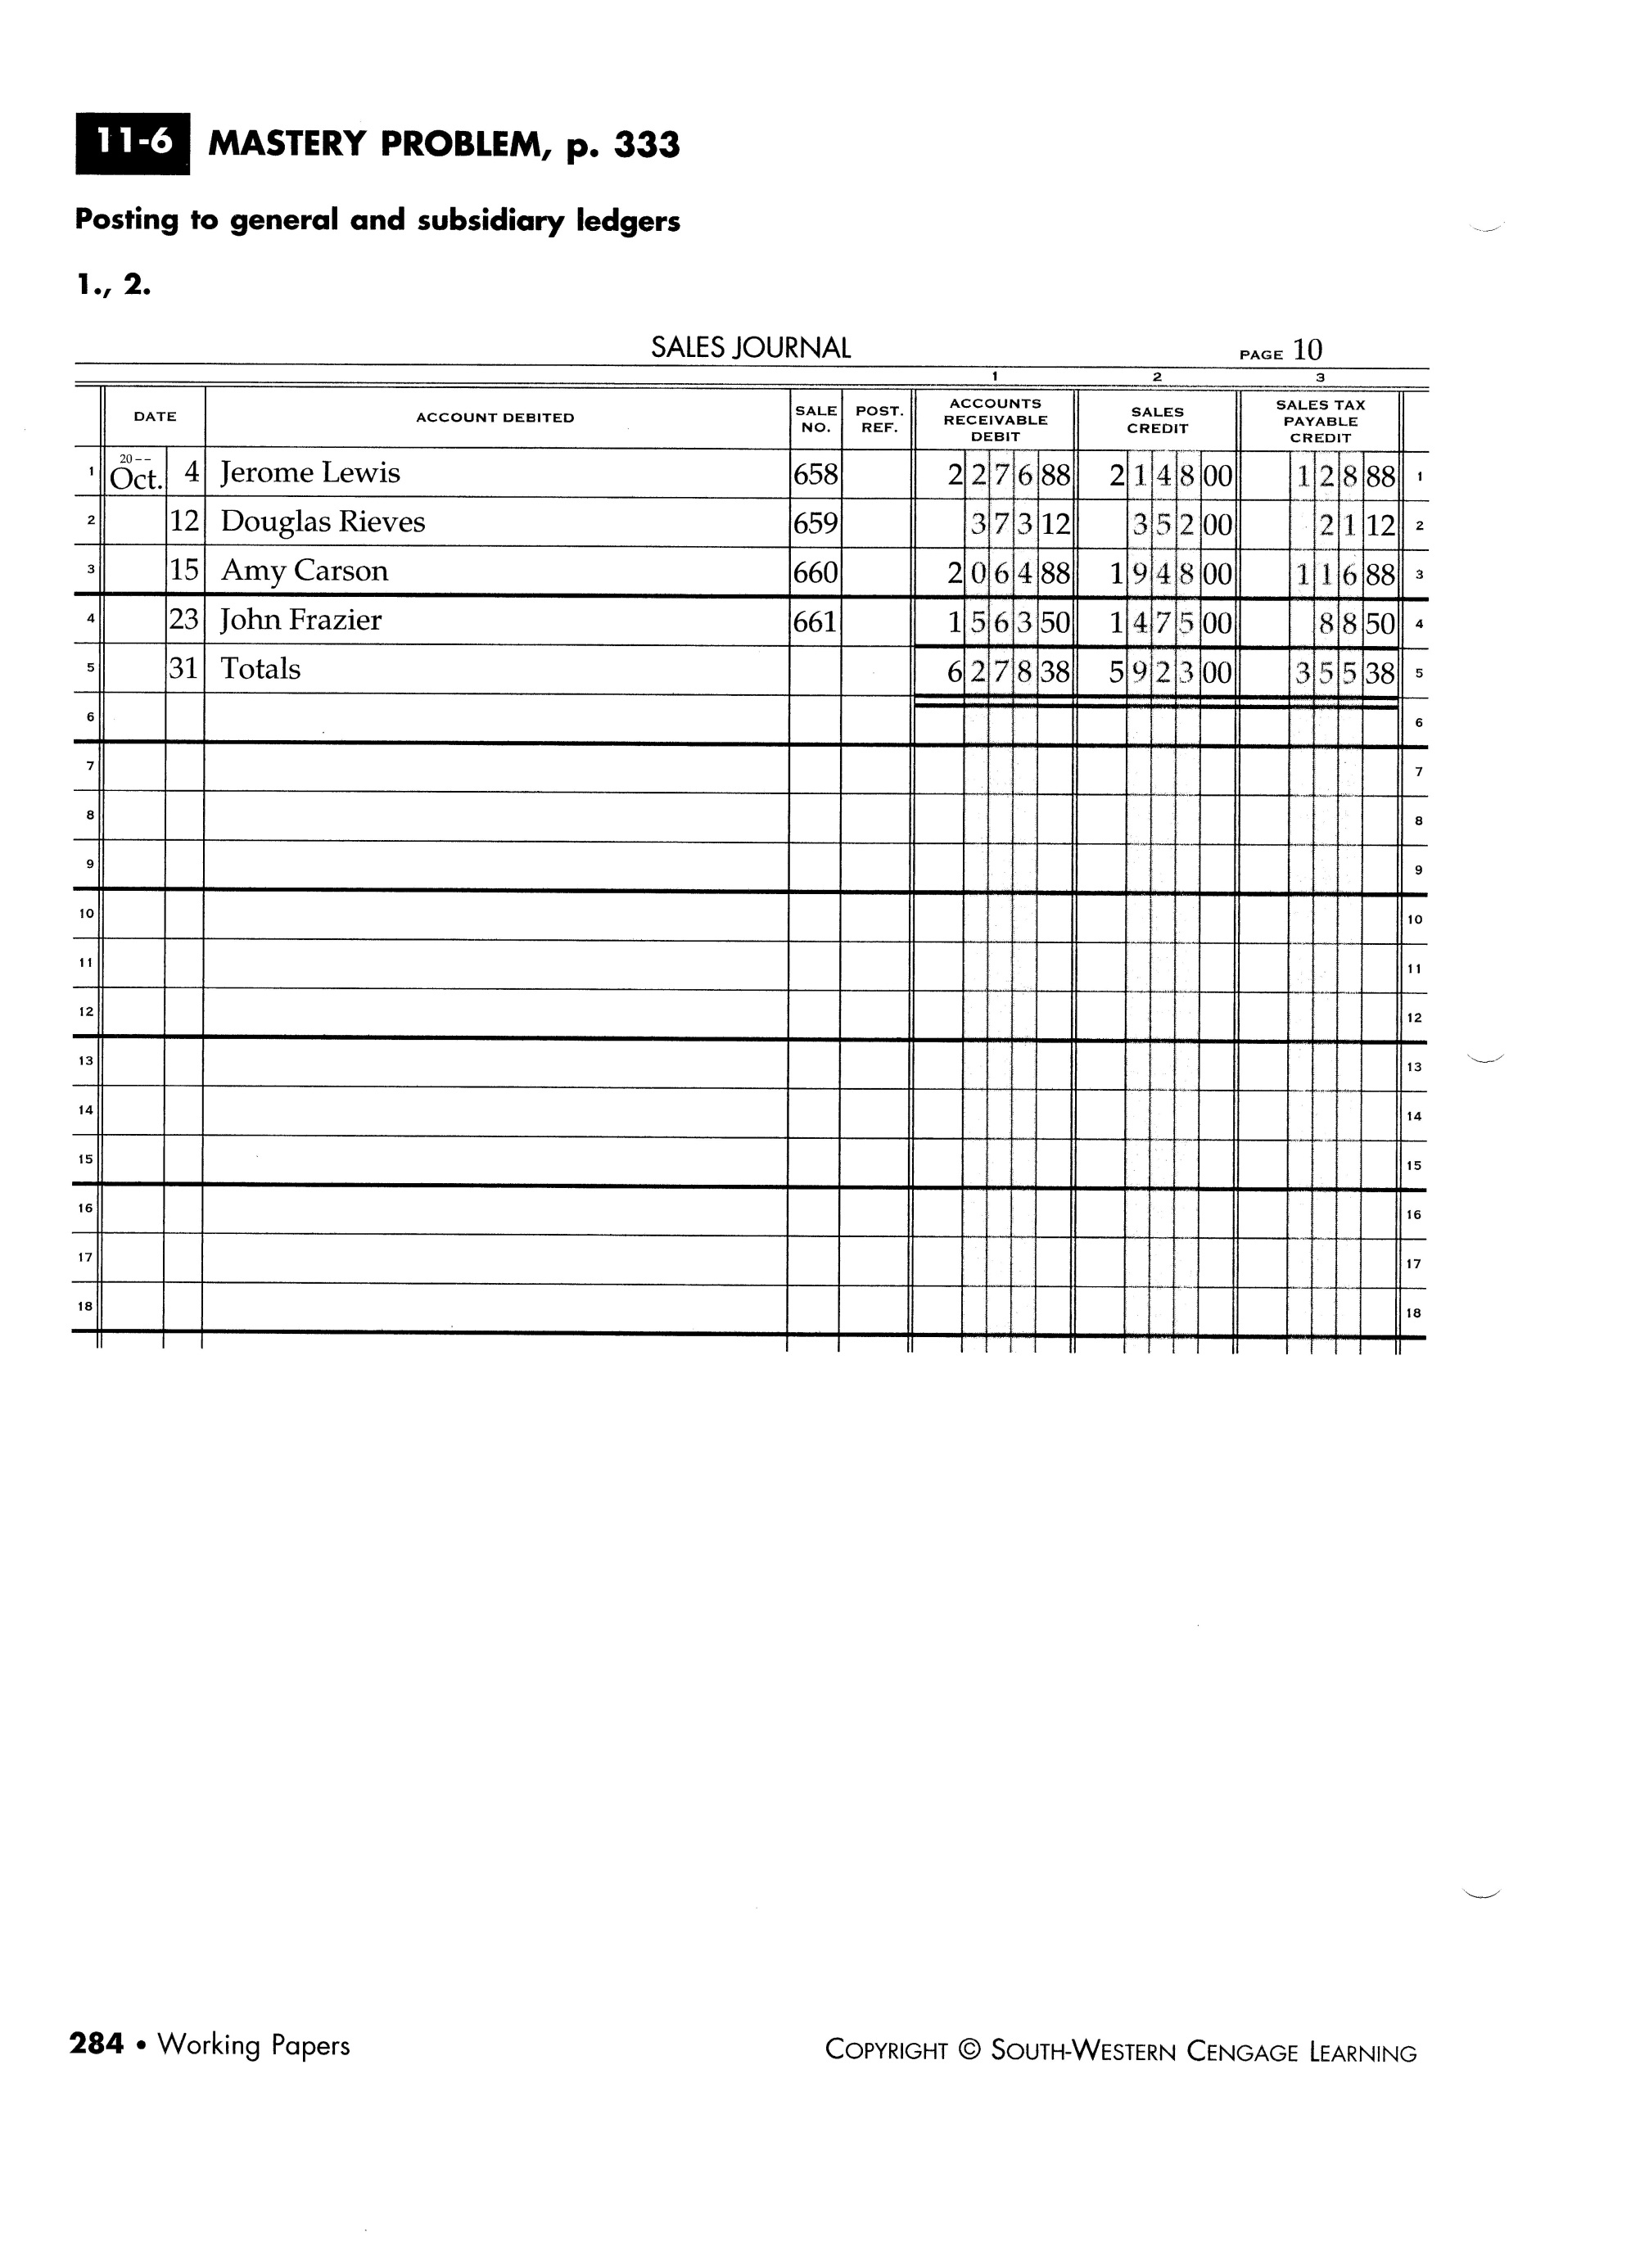 11-6 MASTERY PROBLEM, p. 333
Posting to general and subsidiary ledgers
1., 2.
SALES JOURNAL PAGE 10
1 2 3
DATE ACCOUNT DEBITED SALE NO. POST. REF. ACCOUNTS RECEIVABLE DEBIT SALES CREDIT SALES TAX PAYABLE CREDIT
1 20-- Oct. 4 Jerome Lewis 658 2 2 7 6 88 2 1 4 8 00 1 2 8 88 1
2 12 Douglas Rieves 659 3 7 3 12 3 5 2 00 2 1 12 2
3 15 Amy Carson 660 2 0 6 4 88 1 9 4 8 00 1 1 6 88 3
4 23 John Frazier 661 1 5 6 3 50 1 4 7 5 00 8 8 50 4
5 31 Totals 6 2 7 8 38 5 9 2 3 00 3 5 5 38 5
6 6
7 7
8 8
9 9
10 10
11 11
12 12
13 13
14 14
15 15
16 16
17 17
18 18
284 • Working Papers COPYRIGHT © SOUTH-WESTERN CENGAGE LEARNING